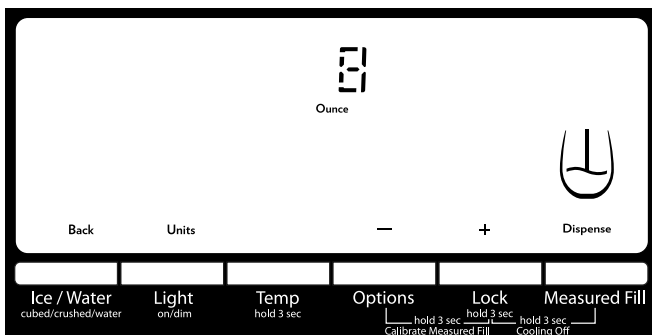 8
Ounce
Back Units — + Dispense
Ice / Water Light Temp Options Lock Measured Fill
cubed/crushed/water on/dim hold 3 sec hold 3 sec
hold 3 sec hold 3 sec
Calibrate Measured Fill Cooling Off